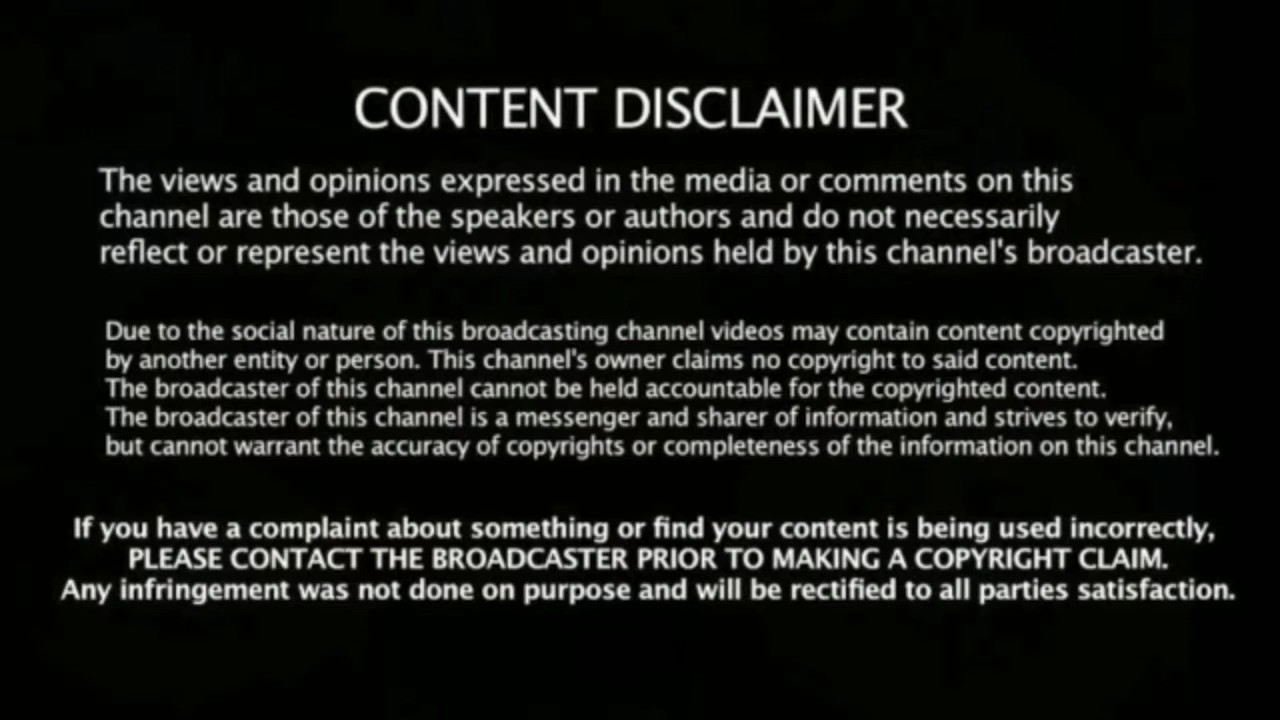 CONTENT DISCLAIMER
The views and opinions expressed in the media or comments on this
channel are those of the speakers or authors and do not necessarily
reflect or represent the views and opinions held by this channel's broadcaster.
Due to the social nature of this broadcasting channel videos may contain content copyrighted
by another entity or person. This channel's owner claims no copyright to said content.
The broadcaster of this channel cannot be held accountable for the copyrighted content.
The broadcaster of this channel is a messenger and sharer of information and strives to verify,
but cannot warrant the accuracy of copyrights or completeness of the information on this channel.
If you have a complaint about something or find your content is being used incorrectly,
PLEASE CONTACT THE BROADCASTER PRIOR TO MAKING A COPYRIGHT CLAIM.
Any infringement was not done on purpose and will be rectified to all parties satisfaction.